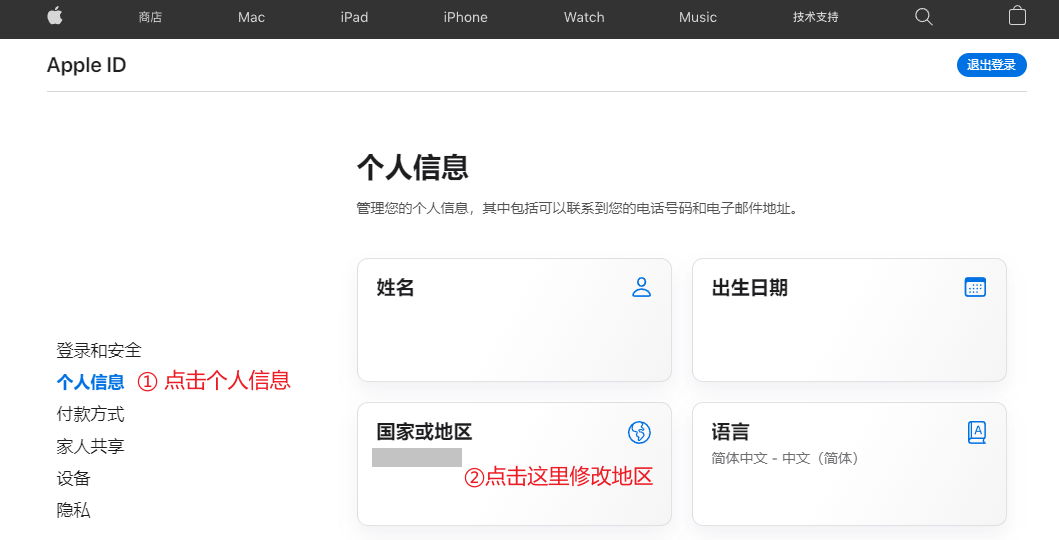 商店 Mac iPad iPhone Watch Music 技术支持
Apple ID 退出登录
个人信息
管理您的个人信息，其中包括可以联系到您的电话号码和电子邮件地址。
姓名 出生日期
登录和安全
个人信息 ① 点击个人信息
付款方式
家人共享
设备
隐私
国家或地区 语言
简体中文 - 中文（简体）
②点击这里修改地区